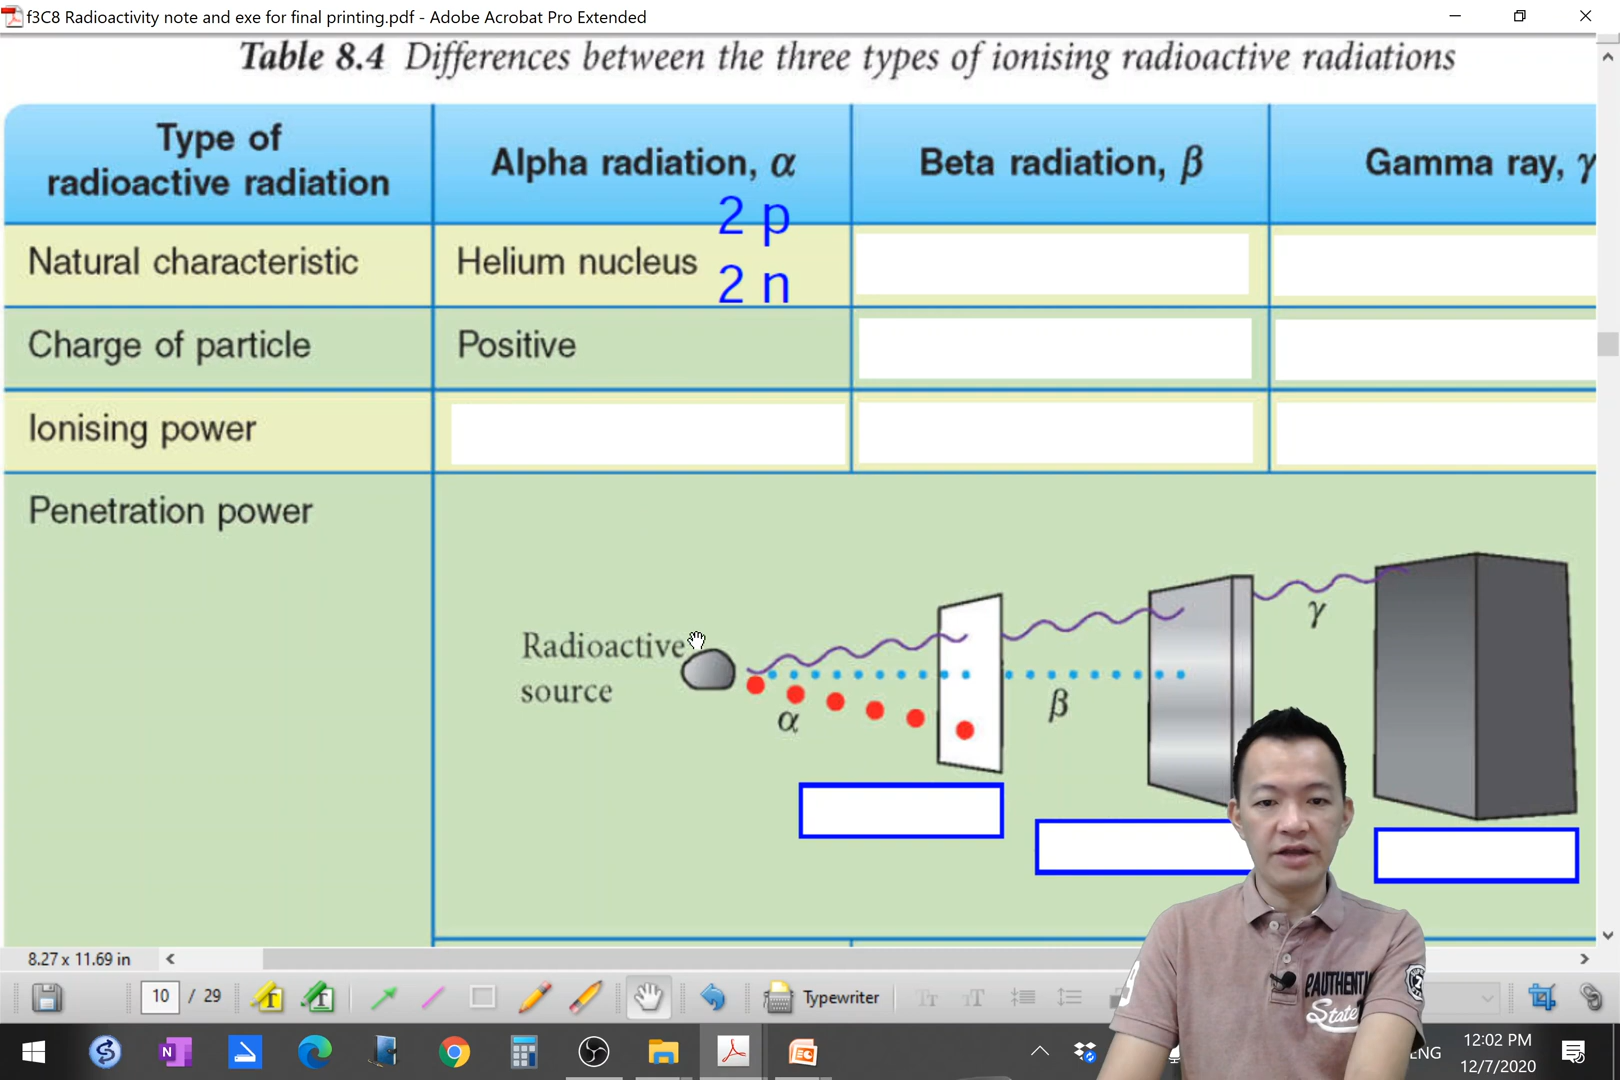 f3C8 Radioactivity note and exe for final printing.pdf - Adobe Acrobat Pro Extended
Table 8.4 Differences between the three types of ionising radioactive radiations
Type of
radioactive radiation
Alpha radiation, α
Beta radiation, β
Gamma ray, γ
2 p
Natural characteristic
Helium nucleus
2 n
Charge of particle
Positive
Ionising power
Penetration power
Radioactive
source
α
β
γ
8.27 x 11.69 in
10 / 29
Typewriter
AUTHENTIC
State
ENG
12:02 PM
12/7/2020